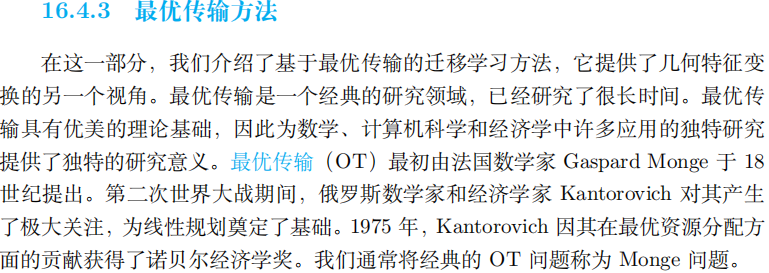 16.4.3 最优传输方法
在这一部分，我们介绍了基于最优传输的迁移学习方法，它提供了几何特征变
换的另一个视角。最优传输是一个经典的研究领域，已经研究了很长时间。最优传
输具有优美的理论基础，因此为数学、计算机科学和经济学中许多应用的独特研究
提供了独特的研究意义。最优传输（OT）最初由法国数学家 Gaspard Monge 于 18
世纪提出。第二次世界大战期间，俄罗斯数学家和经济学家 Kantorovich 对其产生
了极大关注，为线性规划奠定了基础。1975 年，Kantorovich 因其在最优资源分配方
面的贡献获得了诺贝尔经济学奖。我们通常将经典的 OT 问题称为 Monge 问题。